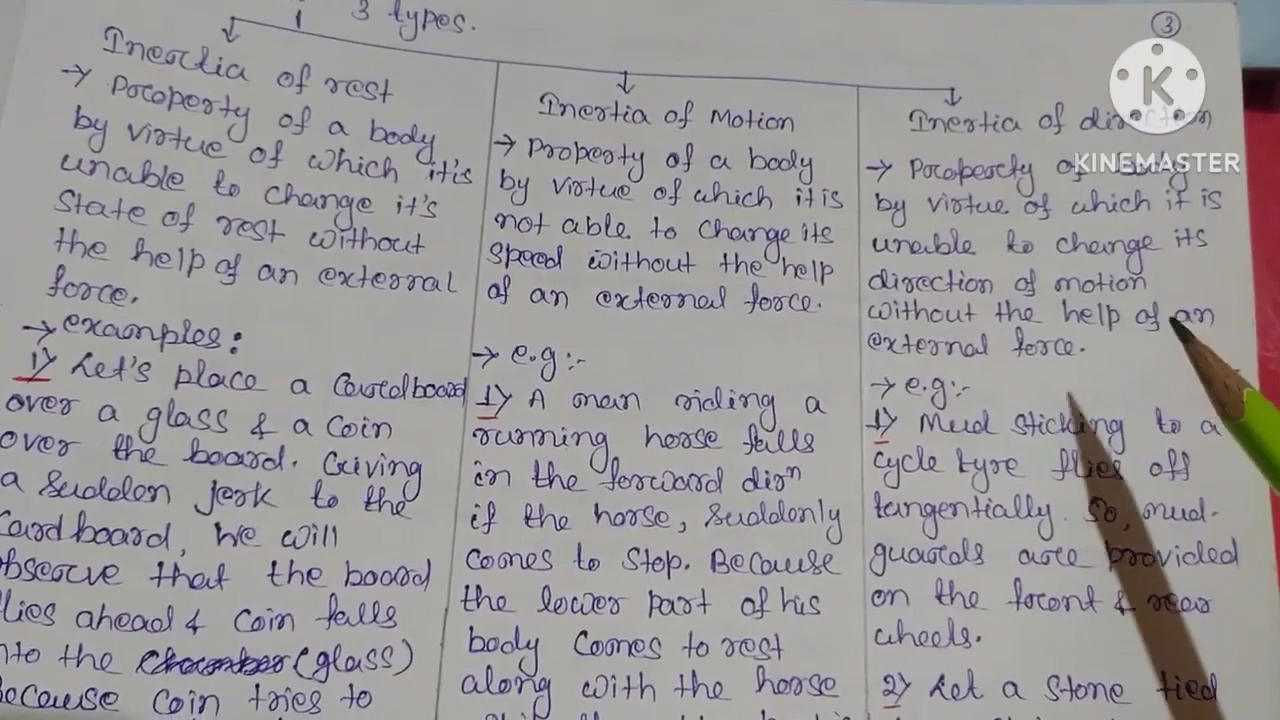 3 types.
3
Inertia of rest
→ Property of a body
by virtue of which it's
unable to change it's
state of rest without
the help of an external
force.
→ examples:
1) Let's place a Cardboard
over a glass & a coin
over the board. Giving
a sudden jerk to the
Cardboard, we will
observe that the board
flies ahead & coin falls
into the (glass)
because coin tries to
Inertia of Motion
→ Property of a body
by virtue of which it is
not able to change its
speed without the help
of an external force.
→ e.g:-
1) A man riding a
running horse falls
in the forward dirn
if the horse, suddenly
comes to stop. Because
the lower part of his
body comes to rest
along with the horse
Inertia of direction
→ Property of body
by virtue of which it is
unable to change its
direction of motion
without the help of an
external force.
→ e.g:-
1) Mud sticking to a
cycle tyre flies off
tangentially. So, mud-
guards are provided
on the front & rear
wheels.
2) Let a stone tied
K
KINEMASTER